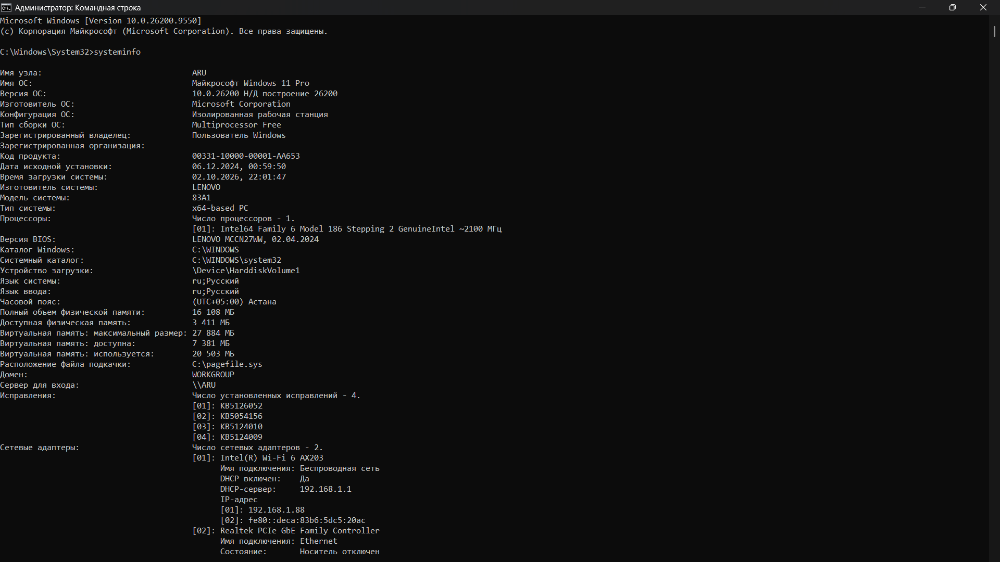 Администратор: Командная строка
Microsoft Windows [Version 10.0.26200.9550]
(c) Корпорация Майкрософт (Microsoft Corporation). Все права защищены.
C:\Windows\System32>systeminfo
Имя узла: ARU
Имя ОС: Майкрософт Windows 11 Pro
Версия ОС: 10.0.26200 Н/Д построение 26200
Изготовитель ОС: Microsoft Corporation
Конфигурация ОС: Изолированная рабочая станция
Тип сборки ОС: Multiprocessor Free
Зарегистрированный владелец: Пользователь Windows
Зарегистрированная организация:
Код продукта: 00331-10000-00001-AA653
Дата исходной установки: 06.12.2024, 00:59:50
Время загрузки системы: 02.10.2026, 22:01:47
Изготовитель системы: LENOVO
Модель системы: 83A1
Тип системы: x64-based PC
Процессоры: Число процессоров - 1.
[01]: Intel64 Family 6 Model 186 Stepping 2 GenuineIntel ~2100 МГц
Версия BIOS: LENOVO MCCN27WW, 02.04.2024
Каталог Windows: C:\WINDOWS
Системный каталог: C:\WINDOWS\system32
Устройство загрузки: \Device\HarddiskVolume1
Язык системы: ru;Русский
Язык ввода: ru;Русский
Часовой пояс: (UTC+05:00) Астана
Полный объем физической памяти: 16 108 МБ
Доступная физическая память: 3 411 МБ
Виртуальная память: максимальный размер: 27 884 МБ
Виртуальная память: доступна: 7 381 МБ
Виртуальная память: используется: 20 503 МБ
Расположение файла подкачки: C:\pagefile.sys
Домен: WORKGROUP
Сервер для входа: \\ARU
Исправления: Число установленных исправлений - 4.
[01]: KB5126052
[02]: KB5054156
[03]: KB5124010
[04]: KB5124009
Сетевые адаптеры: Число сетевых адаптеров - 2.
[01]: Intel(R) Wi-Fi 6 AX203
Имя подключения: Беспроводная сеть
DHCP включен: Да
DHCP-сервер: 192.168.1.1
IP-адрес
[01]: 192.168.1.88
[02]: fe80::deca:83b6:5dc5:20ac
[02]: Realtek PCIe GbE Family Controller
Имя подключения: Ethernet
Состояние: Носитель отключен